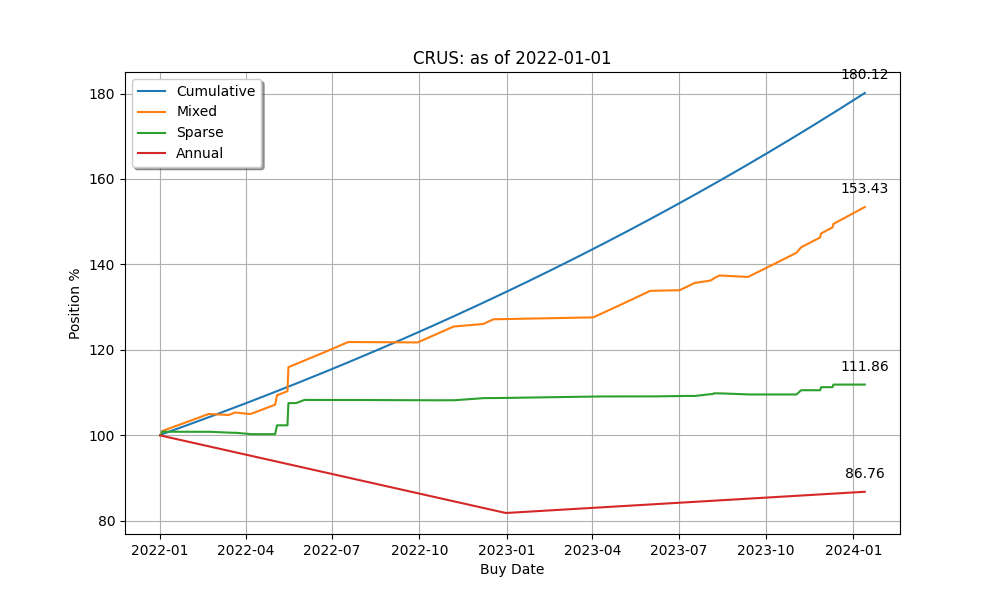 CRUS: as of 2022-01-01
Cumulative
Mixed
Sparse
Annual
180.12
153.43
111.86
86.76
180
160
140
120
100
80
Position %
2022-01 2022-04 2022-07 2022-10 2023-01 2023-04 2023-07 2023-10 2024-01
Buy Date